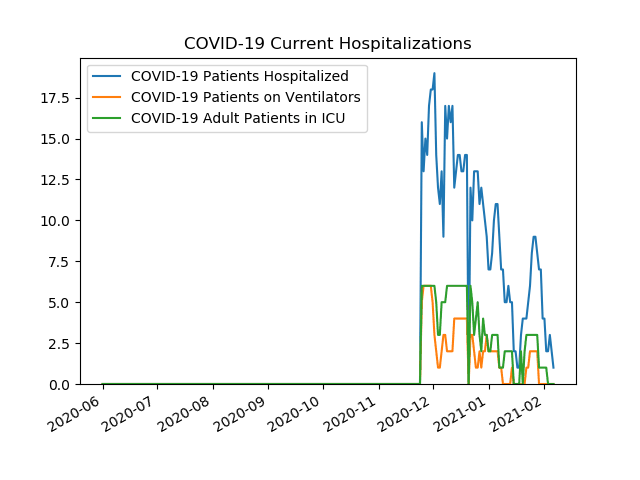 COVID-19 Current Hospitalizations
COVID-19 Patients Hospitalized
COVID-19 Patients on Ventilators
COVID-19 Adult Patients in ICU
17.5
15.0
12.5
10.0
7.5
5.0
2.5
0.0
2020-06 2020-07 2020-08 2020-09 2020-10 2020-11 2020-12 2021-01 2021-02